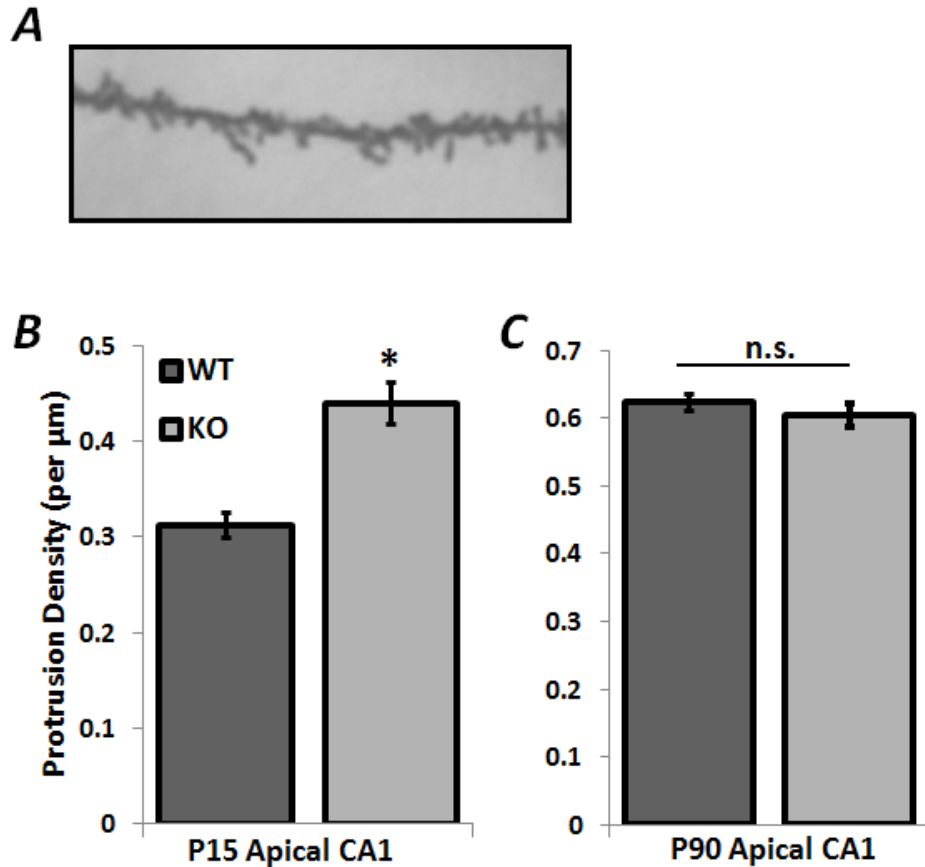 A
B
C
Protrusion Density (per µm)
0.5
0.4
0.3
0.2
0.1
0
WT
KO
*
P15 Apical CA1
0.7
0.6
0.5
0.4
0.3
0.2
0.1
0
n.s.
P90 Apical CA1